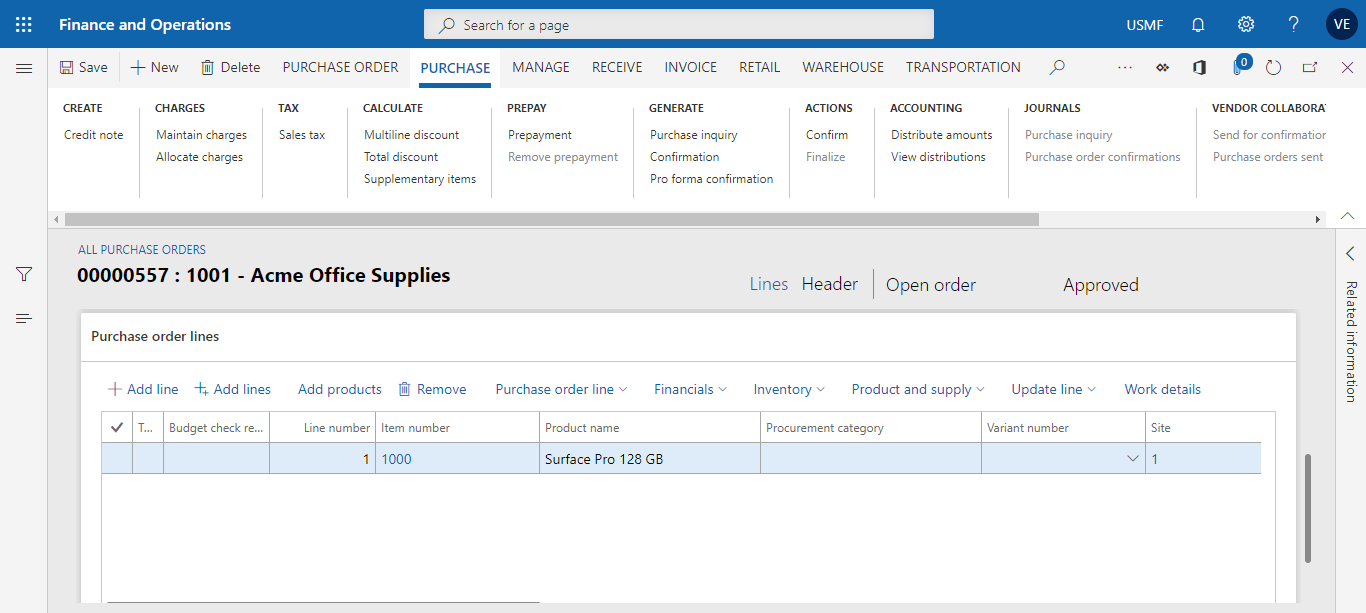 Finance and Operations
Search for a page
USMF
?
VE
Save
New
Delete
PURCHASE ORDER
PURCHASE
MANAGE
RECEIVE
INVOICE
RETAIL
WAREHOUSE
TRANSPORTATION
...
0
CREATE
Credit note
CHARGES
Maintain charges
Allocate charges
TAX
Sales tax
CALCULATE
Multiline discount
Total discount
Supplementary items
PREPAY
Prepayment
Remove prepayment
GENERATE
Purchase inquiry
Confirmation
Pro forma confirmation
ACTIONS
Confirm
Finalize
ACCOUNTING
Distribute amounts
View distributions
JOURNALS
Purchase inquiry
Purchase order confirmations
VENDOR COLLABORA
Send for confirmation
Purchase orders sent
ALL PURCHASE ORDERS
00000557 : 1001 - Acme Office Supplies
Lines
Header
Open order
Approved
Related information
Purchase order lines
Add line
Add lines
Add products
Remove
Purchase order line
Financials
Inventory
Product and supply
Update line
Work details
T...
Budget check re...
Line number
Item number
Product name
Procurement category
Variant number
Site
1
1000
Surface Pro 128 GB
1